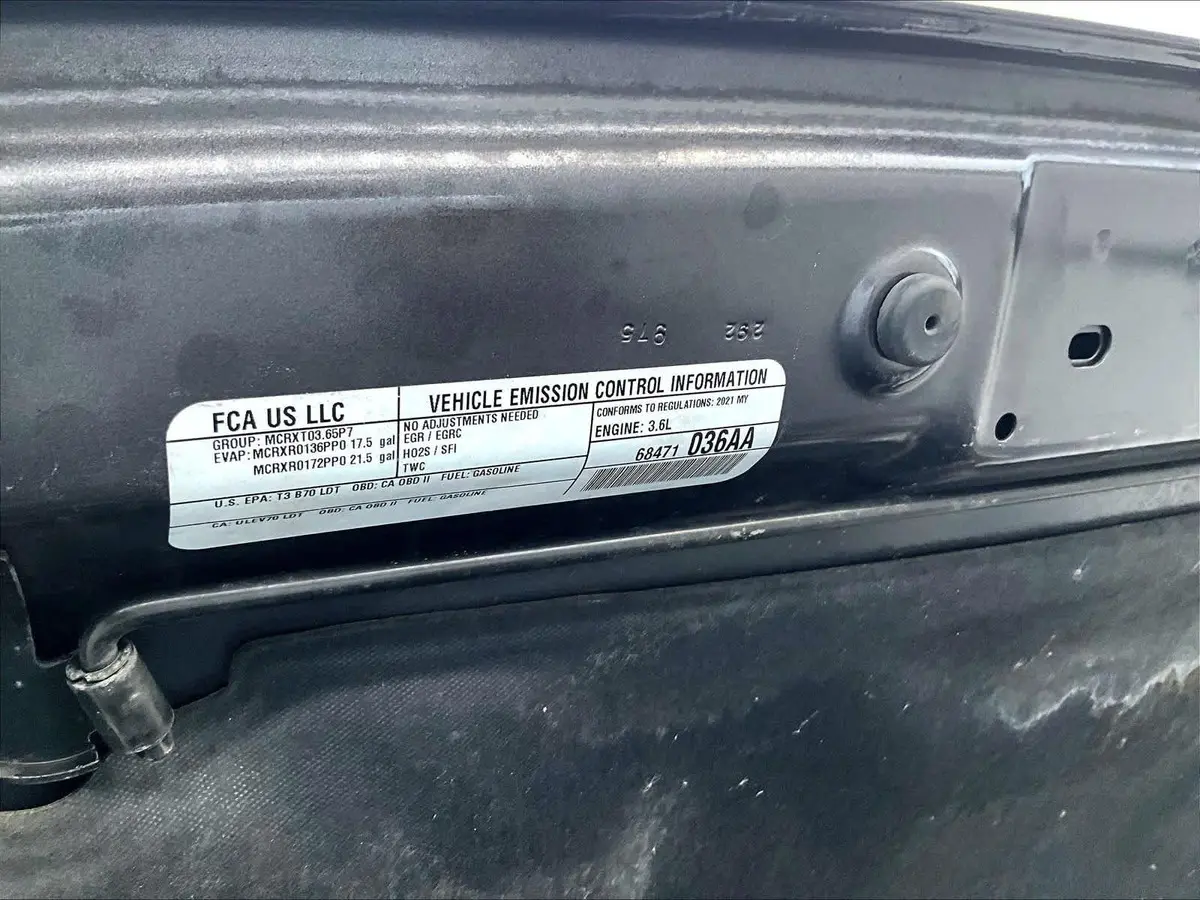 975 292
FCA US LLC
GROUP: MCRXT03.65P7
EVAP: MCRXR0136PP0 17.5 gal
MCRXR0172PP0 21.5 gal
VEHICLE EMISSION CONTROL INFORMATION
NO ADJUSTMENTS NEEDED
EGR / EGRC
HO2S / SFI
TWC
CONFORMS TO REGULATIONS: 2021 MY
ENGINE: 3.6L
68471 036AA
U.S. EPA: T3 B70 LDT OBD: CA OBD II FUEL: GASOLINE
CA: ULEV70 LDT OBD: CA OBD II FUEL: GASOLINE